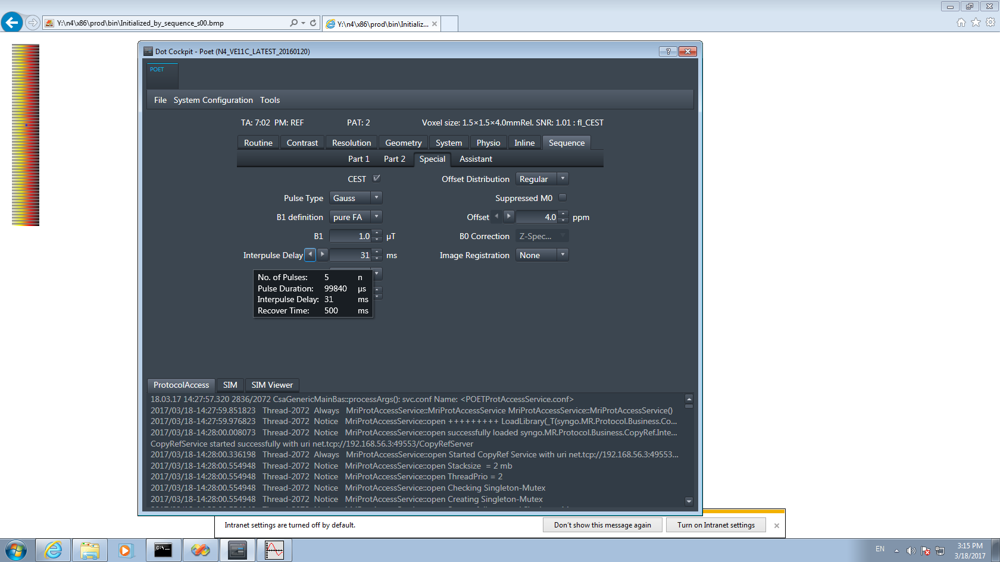 Y:\n4\x86\prod\bin\Initialized_by_sequence_s00.bmp
Y:\n4\x86\prod\bin\Initializ...
Dot Cockpit - Poet (N4_VE11C_LATEST_20160120)
POET
File System Configuration Tools
TA: 7:02 PM: REF PAT: 2 Voxel size: 1.5×1.5×4.0mmRel. SNR: 1.01 : fl_CEST
Routine Contrast Resolution Geometry System Physio Inline Sequence
Part 1 Part 2 Special Assistant
CEST Offset Distribution Regular
Pulse Type Gauss Suppressed M0
B1 definition pure FA Offset 4.0 ppm
B1 1.0 µT B0 Correction Z-Spec...
Interpulse Delay 31 ms Image Registration None
No. of Pulses: 5 n
Pulse Duration: 99840 µs
Interpulse Delay: 31 ms
Recover Time: 500 ms
ProtocolAccess SIM SIM Viewer
18.03.17 14:27:57.320 2836/2072 CsaGenericMainBas::processArgs(): svc.conf Name: <POETProtAccessService.conf>
2017/03/18-14:27:59.851823 Thread-2072 Always MriProtAccessService::MriProtAccessService MriProtAccessService::MriProtAccessService()
2017/03/18-14:27:59.976823 Thread-2072 Notice MriProtAccessService::open +++++++++ LoadLibrary(_T(syngo.MR.Protocol.Business.Co...
2017/03/18-14:28:00.008073 Thread-2072 Notice MriProtAccessService::open successfully loaded syngo.MR.Protocol.Business.CopyRef.Inte...
CopyRefService started successfully with uri net.tcp://192.168.56.3:49553/CopyRefServer
2017/03/18-14:28:00.336198 Thread-2072 Always MriProtAccessService::open Started CopyRef Service with uri net.tcp://192.168.56.3:49553...
2017/03/18-14:28:00.554948 Thread-2072 Notice MriProtAccessService::open Stacksize = 2 mb
2017/03/18-14:28:00.554948 Thread-2072 Notice MriProtAccessService::open ThreadPrio = 2
2017/03/18-14:28:00.554948 Thread-2072 Notice MriProtAccessService::open Checking Singleton-Mutex
2017/03/18-14:28:00.554948 Thread-2072 Notice MriProtAccessService::open Creating Singleton-Mutex
Intranet settings are turned off by default. Don't show this message again Turn on Intranet settings
EN 3:15 PM
3/18/2017